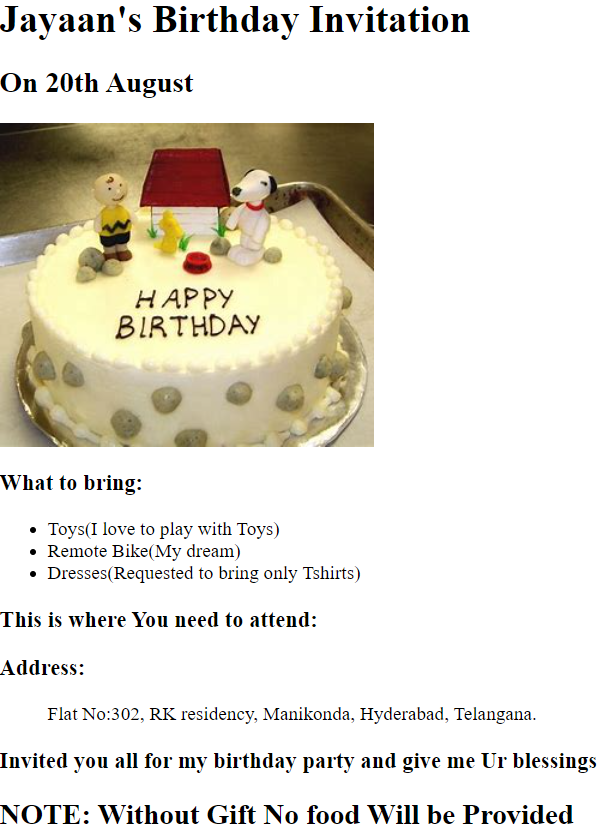 Jayaan's Birthday Invitation
On 20th August
HAPPY
BIRTHDAY
What to bring:
Toys(I love to play with Toys)
Remote Bike(My dream)
Dresses(Requested to bring only Tshirts)
This is where You need to attend:
Address:
Flat No:302, RK residency, Manikonda, Hyderabad, Telangana.
Invited you all for my birthday party and give me Ur blessings
NOTE: Without Gift No food Will be Provided